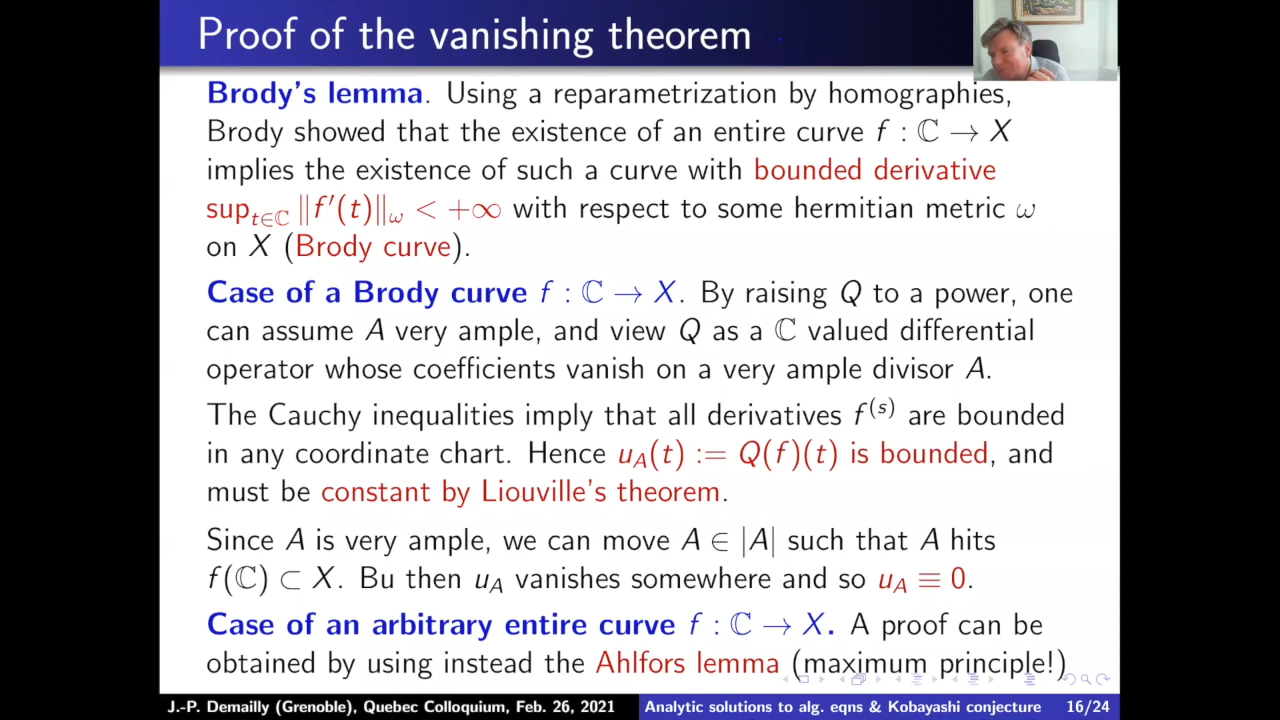 Proof of the vanishing theorem
Brody's lemma. Using a reparametrization by homographies,
Brody showed that the existence of an entire curve f : ℂ → X
implies the existence of such a curve with bounded derivative
sup_{t∈ℂ} ‖f′(t)‖_ω < +∞ with respect to some hermitian metric ω
on X (Brody curve).
Case of a Brody curve f : ℂ → X. By raising Q to a power, one
can assume A very ample, and view Q as a ℂ valued differential
operator whose coefficients vanish on a very ample divisor A.
The Cauchy inequalities imply that all derivatives f^{(s)} are bounded
in any coordinate chart. Hence u_A(t) := Q(f)(t) is bounded, and
must be constant by Liouville's theorem.
Since A is very ample, we can move A ∈ |A| such that A hits
f(ℂ) ⊂ X. Bu then u_A vanishes somewhere and so u_A ≡ 0.
Case of an arbitrary entire curve f : ℂ → X. A proof can be
obtained by using instead the Ahlfors lemma (maximum principle!)
J.-P. Demailly (Grenoble), Quebec Colloquium, Feb. 26, 2021 Analytic solutions to alg. eqns & Kobayashi conjecture 16/24